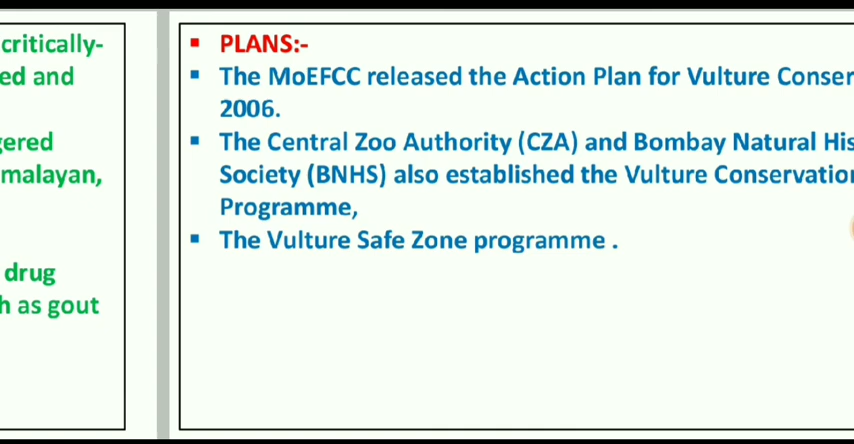 critically-
ed and
gered
malayan,
drug
h as gout
PLANS:-
The MoEFCC released the Action Plan for Vulture Conser
2006.
The Central Zoo Authority (CZA) and Bombay Natural His
Society (BNHS) also established the Vulture Conservation
Programme,
The Vulture Safe Zone programme .